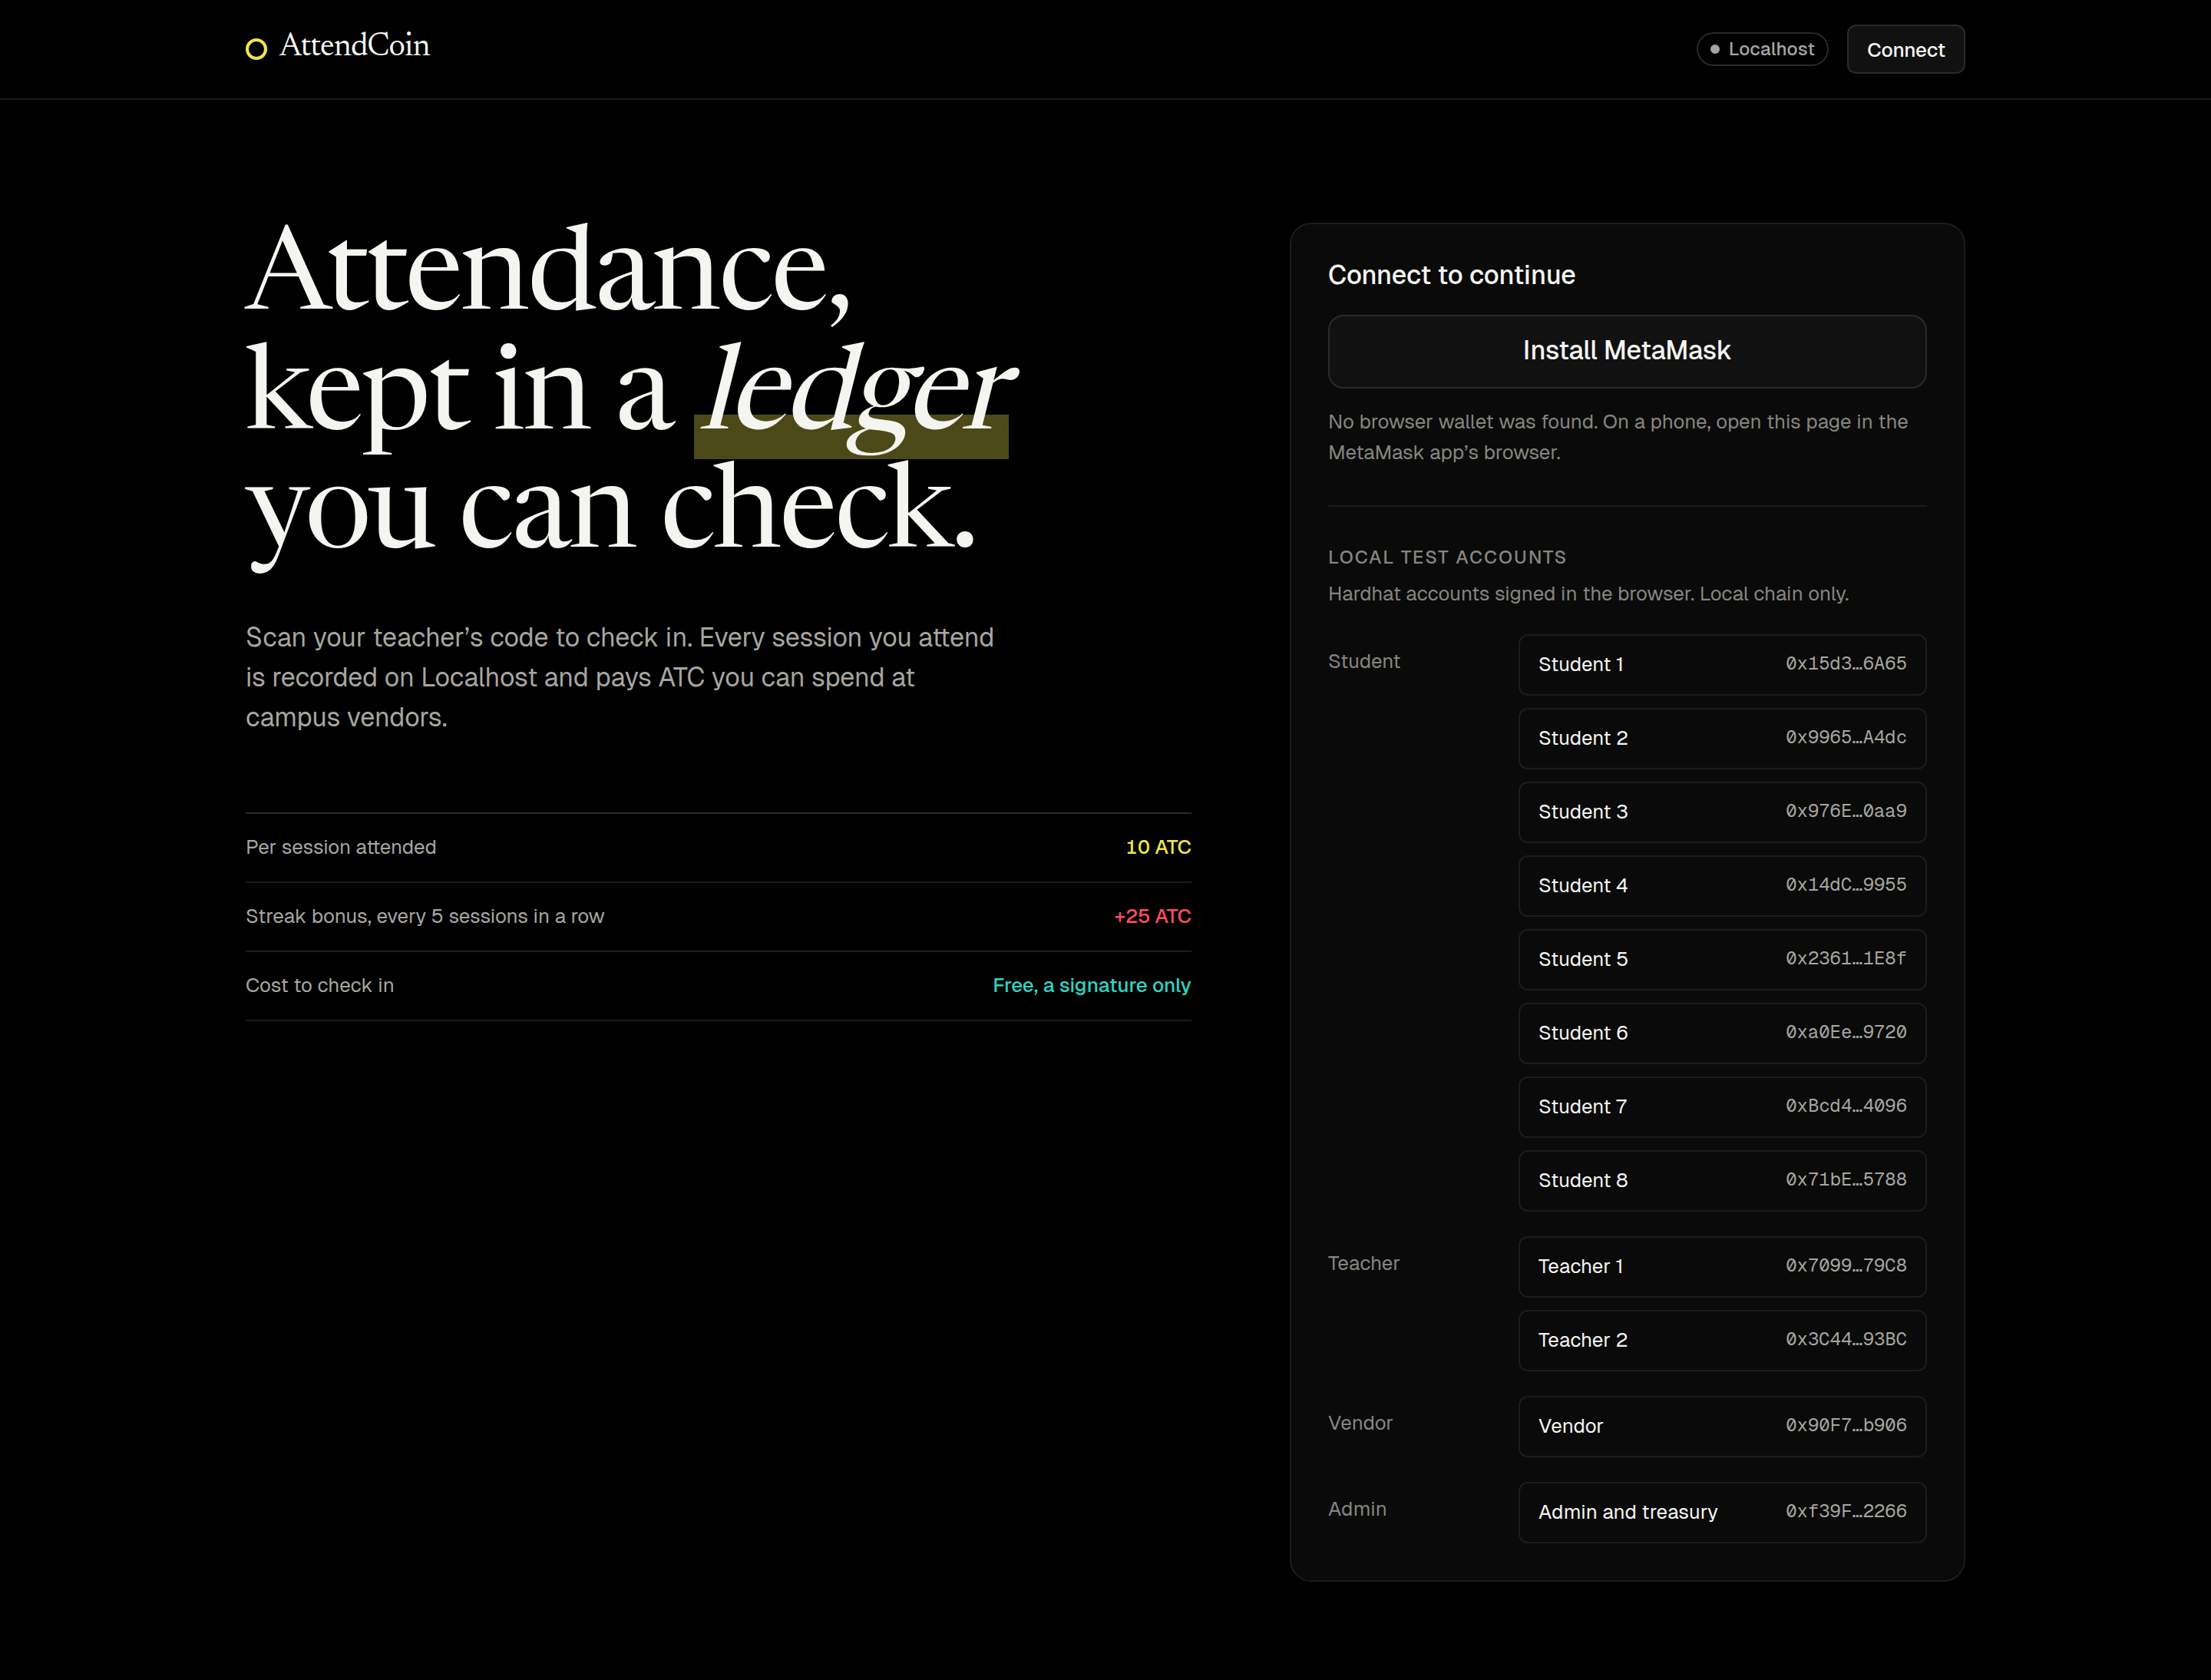 AttendCoin
Localhost
Connect
Attendance,
kept in a ledger
you can check.
Scan your teacher’s code to check in. Every session you attend
is recorded on Localhost and pays ATC you can spend at
campus vendors.
Per session attended
10 ATC
Streak bonus, every 5 sessions in a row
+25 ATC
Cost to check in
Free, a signature only
Connect to continue
Install MetaMask
No browser wallet was found. On a phone, open this page in the
MetaMask app’s browser.
LOCAL TEST ACCOUNTS
Hardhat accounts signed in the browser. Local chain only.
Student
Student 1 0x15d3…6A65
Student 2 0x9965…A4dc
Student 3 0x976E…0aa9
Student 4 0x14dC…9955
Student 5 0x2361…1E8f
Student 6 0xa0Ee…9720
Student 7 0xBcd4…4096
Student 8 0x71bE…5788
Teacher
Teacher 1 0x7099…79C8
Teacher 2 0x3C44…93BC
Vendor
Vendor 0x90F7…b906
Admin
Admin and treasury 0xf39F…2266